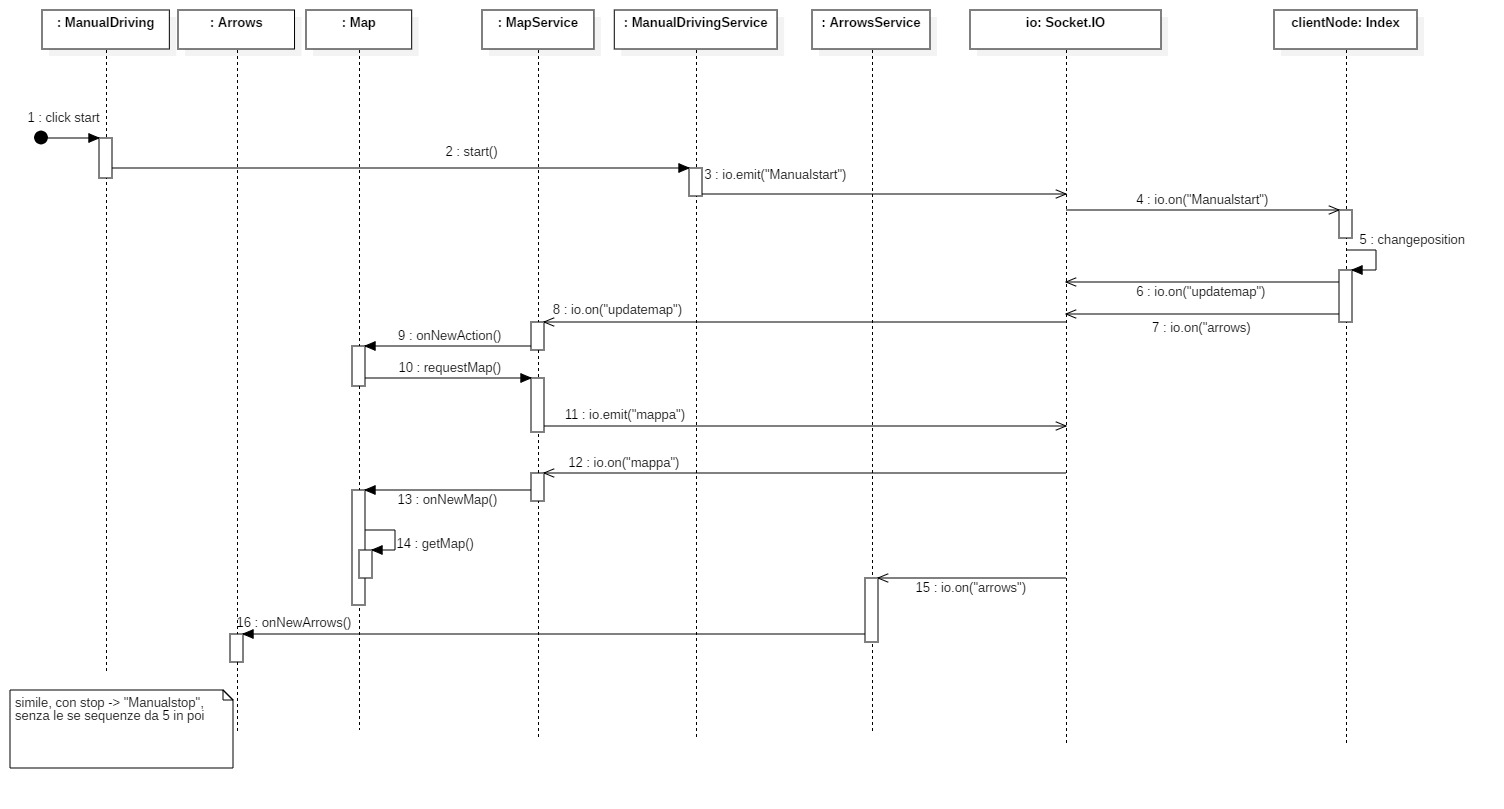 : ManualDriving
: Arrows
: Map
: MapService
: ManualDrivingService
: ArrowsService
io: Socket.IO
clientNode: Index
1 : click start
2 : start()
3 : io.emit("Manualstart")
4 : io.on("Manualstart")
5 : changeposition
6 : io.on("updatemap")
7 : io.on("arrows)
8 : io.on("updatemap")
9 : onNewAction()
10 : requestMap()
11 : io.emit("mappa")
12 : io.on("mappa")
13 : onNewMap()
14 : getMap()
15 : io.on("arrows")
16 : onNewArrows()
simile, con stop -> "Manualstop",
senza le se sequenze da 5 in poi